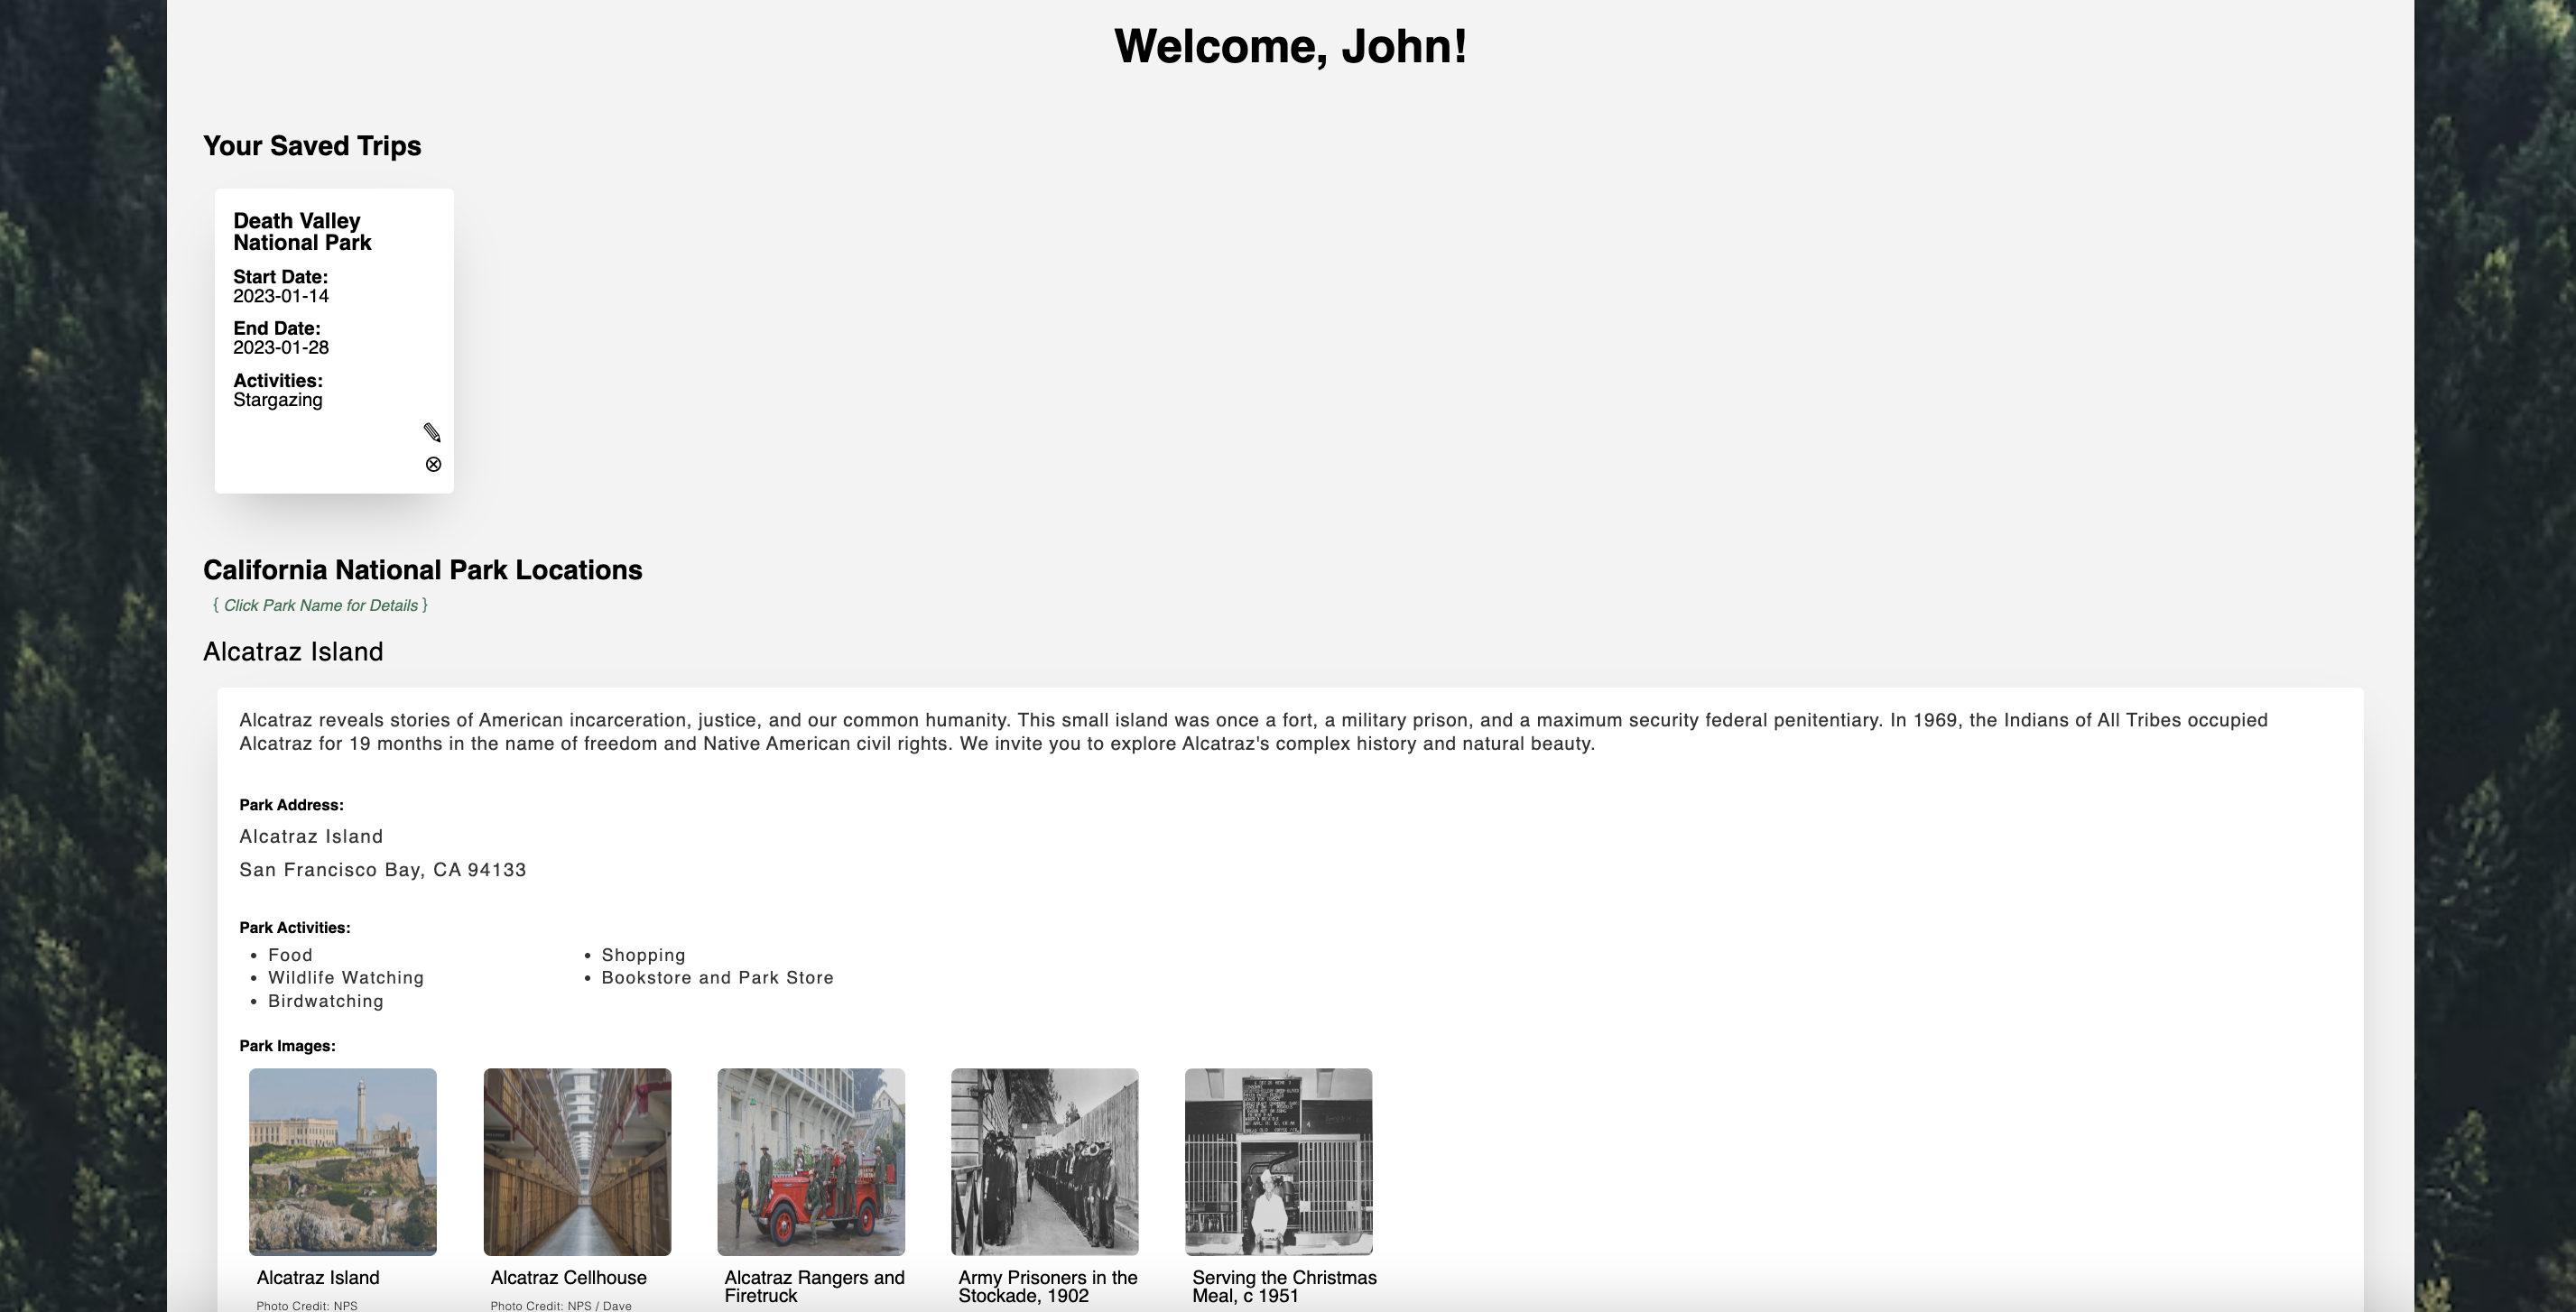 Welcome, John!
Your Saved Trips
Death Valley
National Park
Start Date:
2023-01-14
End Date:
2023-01-28
Activities:
Stargazing
California National Park Locations
{ Click Park Name for Details }
Alcatraz Island
Alcatraz reveals stories of American incarceration, justice, and our common humanity. This small island was once a fort, a military prison, and a maximum security federal penitentiary. In 1969, the Indians of All Tribes occupied
Alcatraz for 19 months in the name of freedom and Native American civil rights. We invite you to explore Alcatraz's complex history and natural beauty.
Park Address:
Alcatraz Island
San Francisco Bay, CA 94133
Park Activities:
• Food
• Wildlife Watching
• Birdwatching
• Shopping
• Bookstore and Park Store
Park Images:
Alcatraz Island
Photo Credit: NPS
Alcatraz Cellhouse
Photo Credit: NPS / Dave
Alcatraz Rangers and
Firetruck
Army Prisoners in the
Stockade, 1902
Serving the Christmas
Meal, c 1951